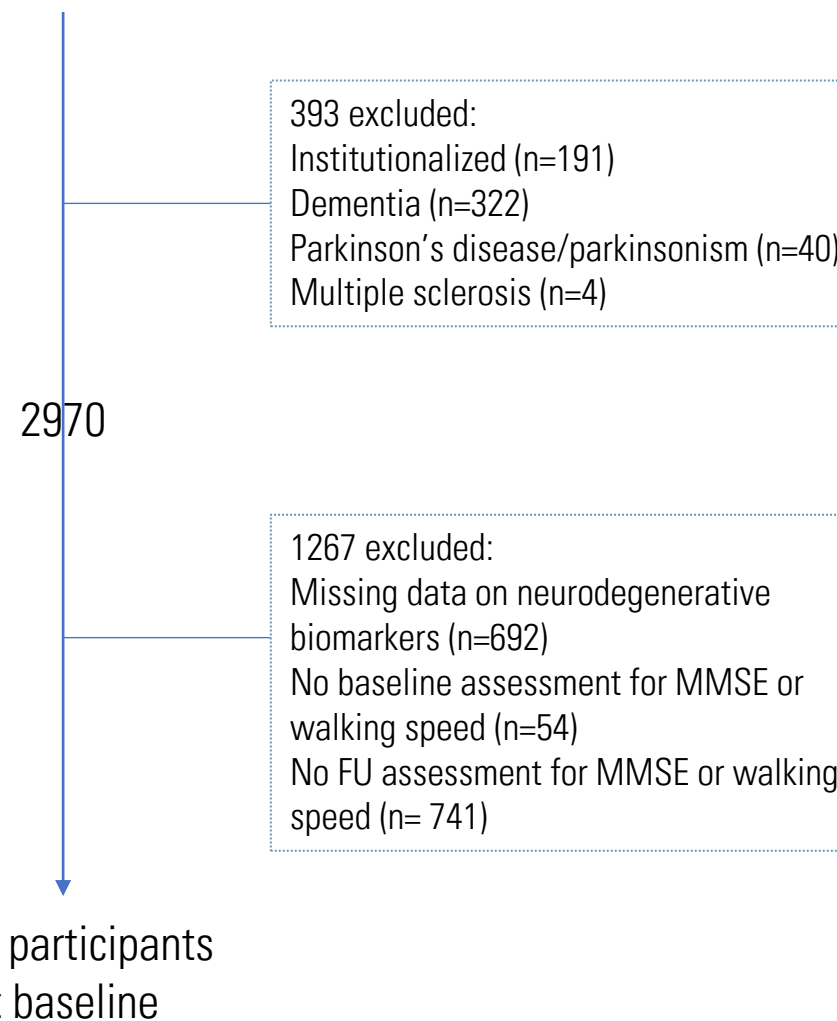 393 excluded:
Institutionalized (n=191)
Dementia (n=322)
Parkinson's disease/parkinsonism (n=40)
Multiple sclerosis (n=4)
2970
1267 excluded:
Missing data on neurodegenerative
biomarkers (n=692)
No baseline assessment for MMSE or
walking speed (n=54)
No FU assessment for MMSE or walking
speed (n= 741)
participants
baseline